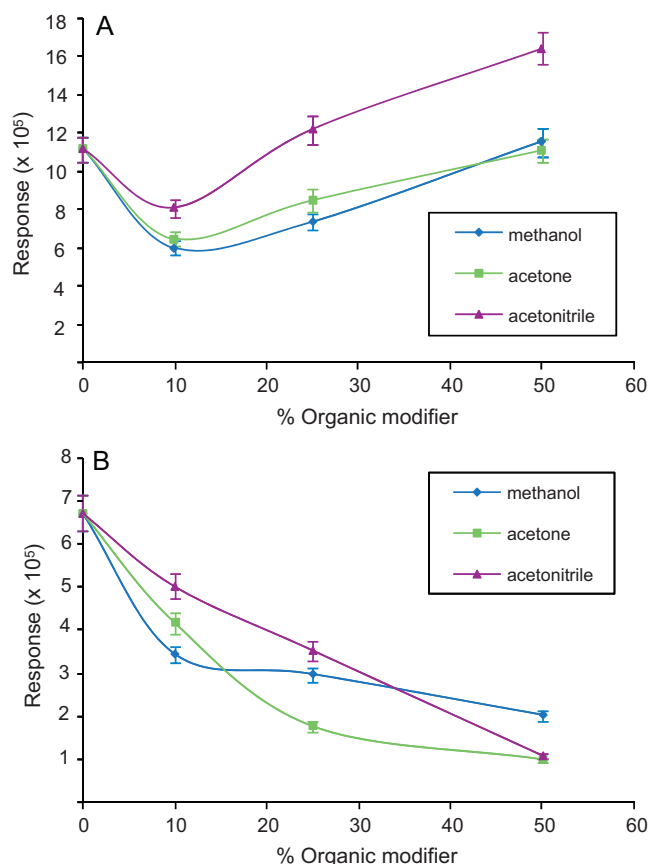 A
18
16
14
12
10
8
6
4
2
Response (x 10⁵)
methanol
acetone
acetonitrile
0 10 20 30 40 50 60
% Organic modifier
B
8
7
6
5
4
3
2
1
Response (x 10⁵)
methanol
acetone
acetonitrile
0 10 20 30 40 50 60
% Organic modifier